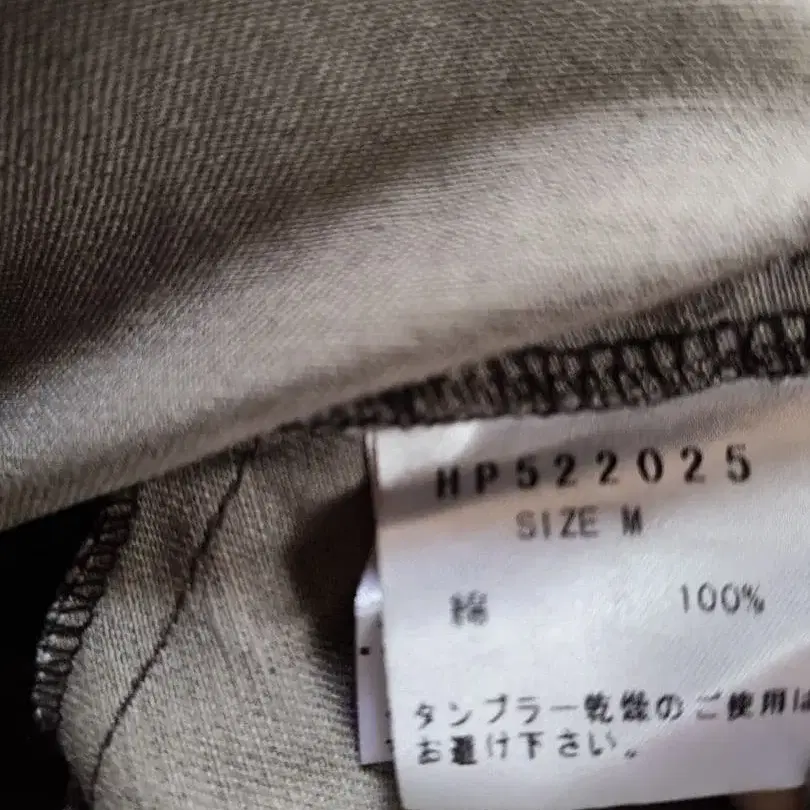 HP522025
SIZE M
綿 100%
タンブラー乾燥のご使用は
お避け下さい。